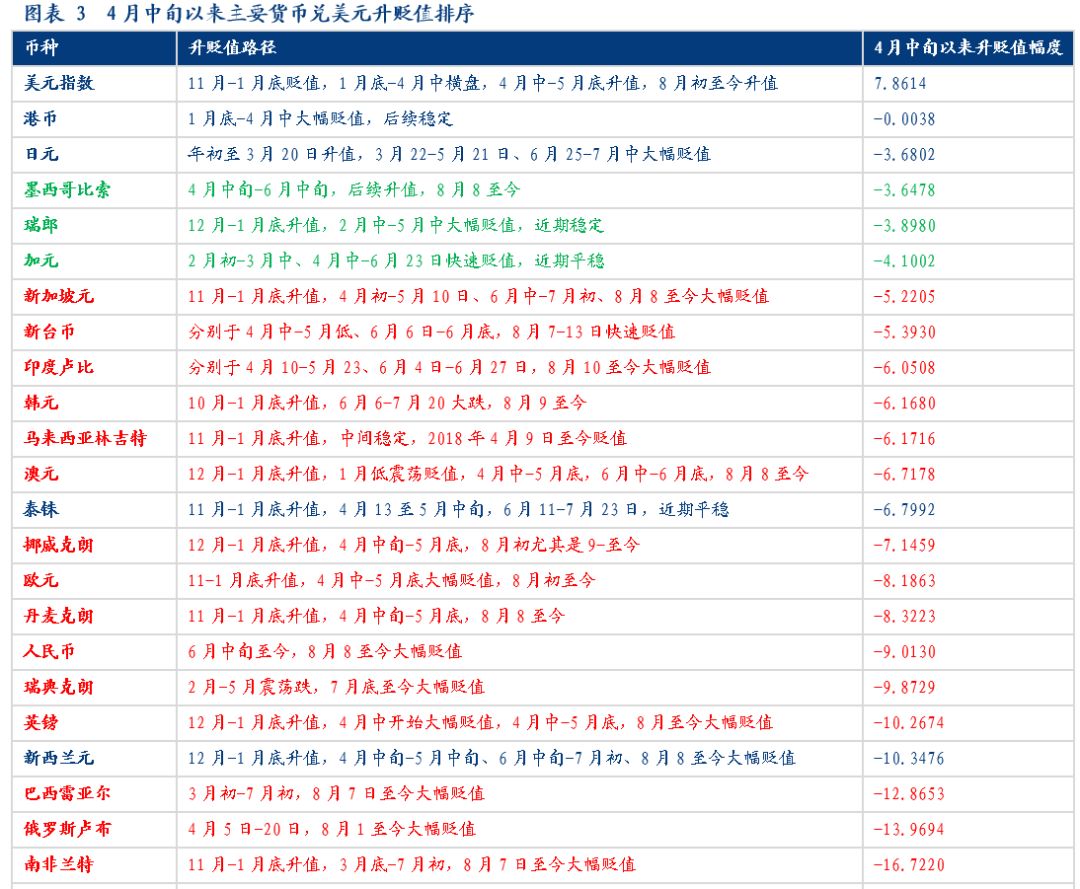 图表 3 4月中旬以来主要货币兑美元升贬值排序
币种 升贬值路径 4月中旬以来升贬值幅度
美元指数 11月-1月底贬值，1月底-4月中横盘，4月中-5月底升值，8月初至今升值 7.8614
港币 1月底-4月中大幅贬值，后续稳定 -0.0038
日元 年初至3月20日升值，3月22-5月21日、6月25-7月中大幅贬值 -3.6802
墨西哥比索 4月中旬-6月中旬，后续升值，8月8至今 -3.6478
瑞郎 12月-1月底升值，2月中-5月中大幅贬值，近期稳定 -3.8980
加元 2月初-3月中、4月中-6月23日快速贬值，近期平稳 -4.1002
新加坡元 11月-1月底升值，4月初-5月10日、6月中-7月初、8月8至今大幅贬值 -5.2205
新台币 分别于4月中-5月低、6月6日-6月底，8月7-13日快速贬值 -5.3930
印度卢比 分别于4月10-5月23、6月4日-6月27日，8月10至今大幅贬值 -6.0508
韩元 10月-1月底升值，6月6-7月20大跌，8月9至今 -6.1680
马来西亚林吉特 11月-1月底升值，中间稳定，2018年4月9日至今贬值 -6.1716
澳元 12月-1月底升值，1月低震荡贬值，4月中-5月底，6月中-6月底，8月8至今 -6.7178
泰铢 11月-1月底升值，4月13至5月中旬，6月11-7月23日，近期平稳 -6.7992
挪威克朗 12月-1月底升值，4月中旬-5月底，8月初尤其是9-至今 -7.1459
欧元 11-1月底升值，4月中-5月底大幅贬值，8月初至今 -8.1863
丹麦克朗 11月-1月底升值，4月中旬-5月底，8月8至今 -8.3223
人民币 6月中旬至今，8月8至今大幅贬值 -9.0130
瑞典克朗 2月-5月震荡跌，7月底至今大幅贬值 -9.8729
英镑 12月-1月底升值，4月中开始大幅贬值，4月中-5月底，8月至今大幅贬值 -10.2674
新西兰元 12月-1月底升值，4月中旬-5月中旬、6月中旬-7月初、8月8至今大幅贬值 -10.3476
巴西雷亚尔 3月初-7月初，8月7日至今大幅贬值 -12.8653
俄罗斯卢布 4月5日-20日，8月1至今大幅贬值 -13.9694
南非兰特 11月-1月底升值，3月底-7月初，8月7日至今大幅贬值 -16.7220